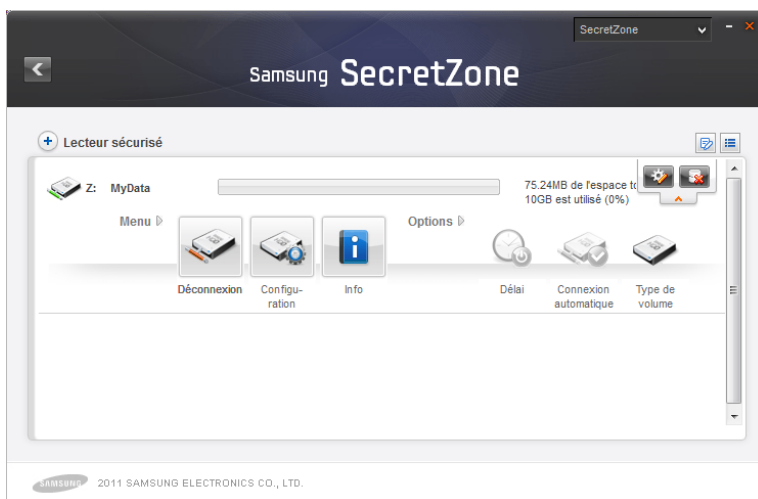 SecretZone
Samsung SecretZone
Lecteur sécurisé
Z: MyData
75.24MB de l'espace
10GB est utilisé (0%)
Menu
Options
Déconnexion
Configu-
ration
Info
Délai
Connexion
automatique
Type de
volume
SAMSUNG 2011 SAMSUNG ELECTRONICS CO., LTD.